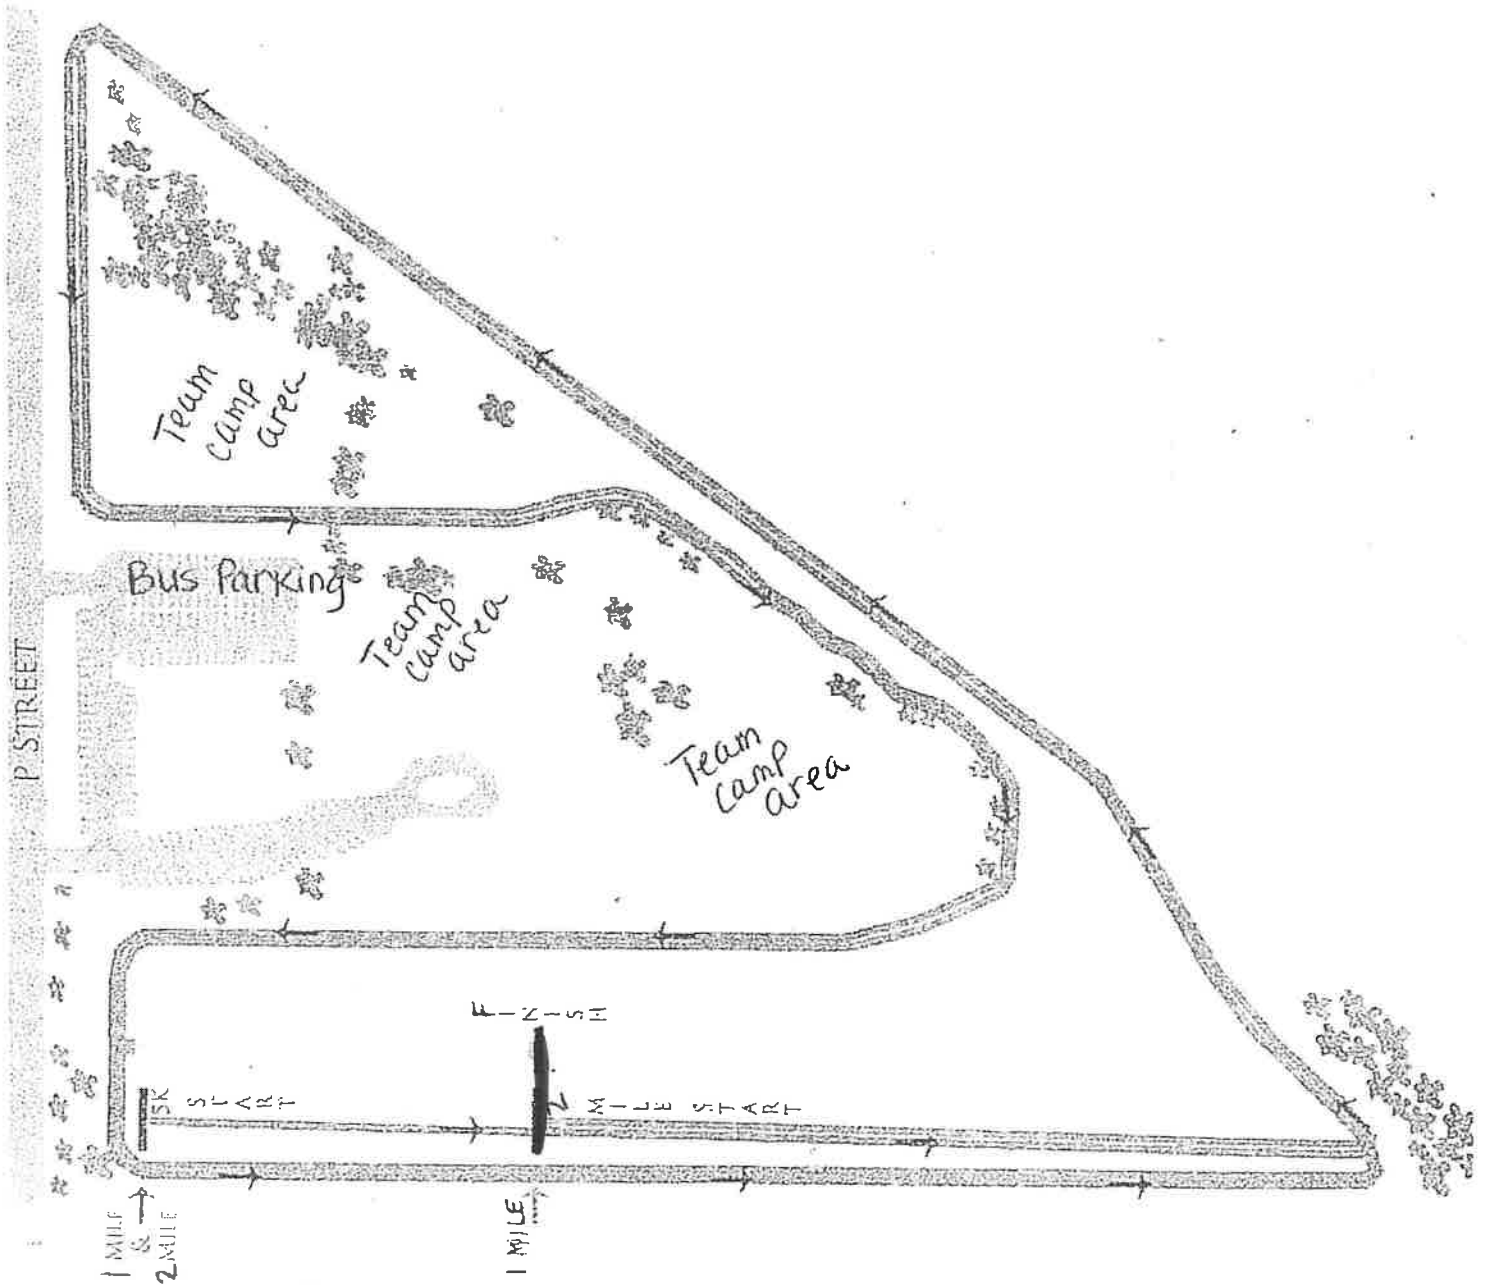 P STREET
Team
camp
area
Bus Parking
Team
camp
area
Team
camp
area
FINISH
5K START
2 MILE START
1 MILE
&
2 MILE
1 MILE